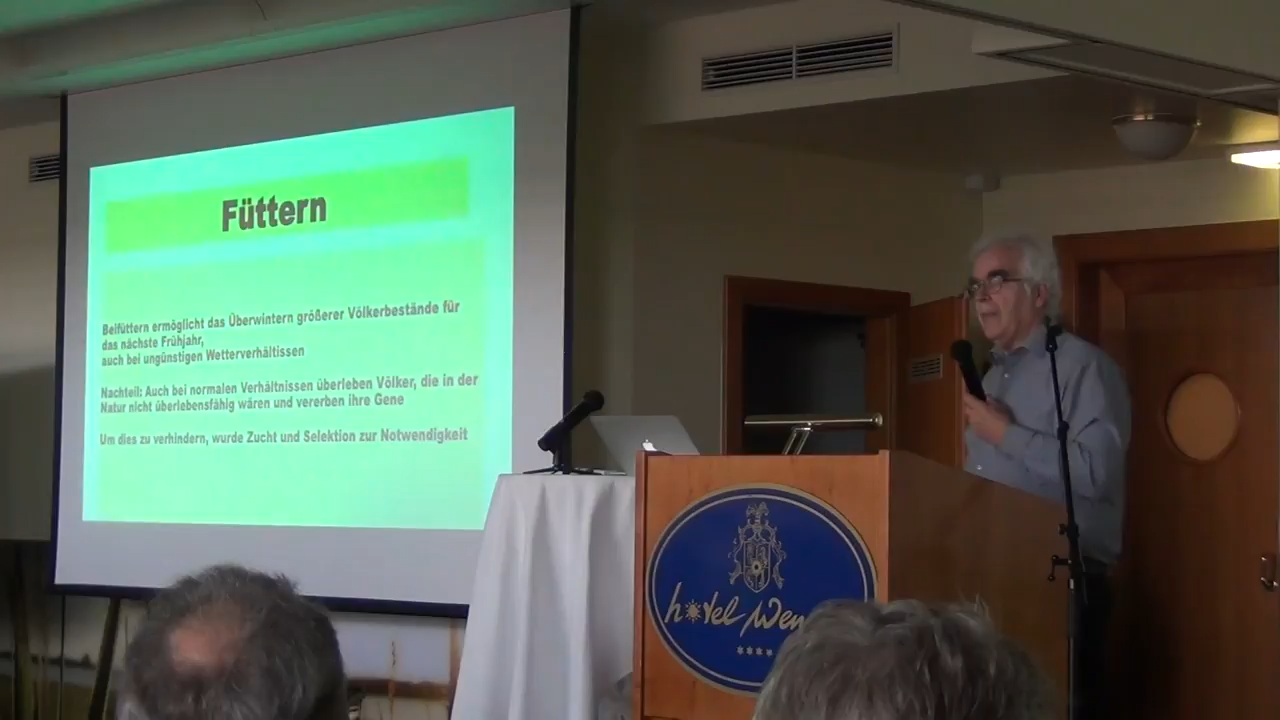 Füttern
Beifüttern ermöglicht das Überwintern größerer Völkerbestände für
das nächste Frühjahr,
auch bei ungünstigen Wetterverhältissen
Nachteil: Auch bei normalen Verhältnissen überleben Völker, die in der
Natur nicht überlebensfähig wären und vererben ihre Gene
Um dies zu verhindern, wurde Zucht und Selektion zur Notwendigkeit
hotel